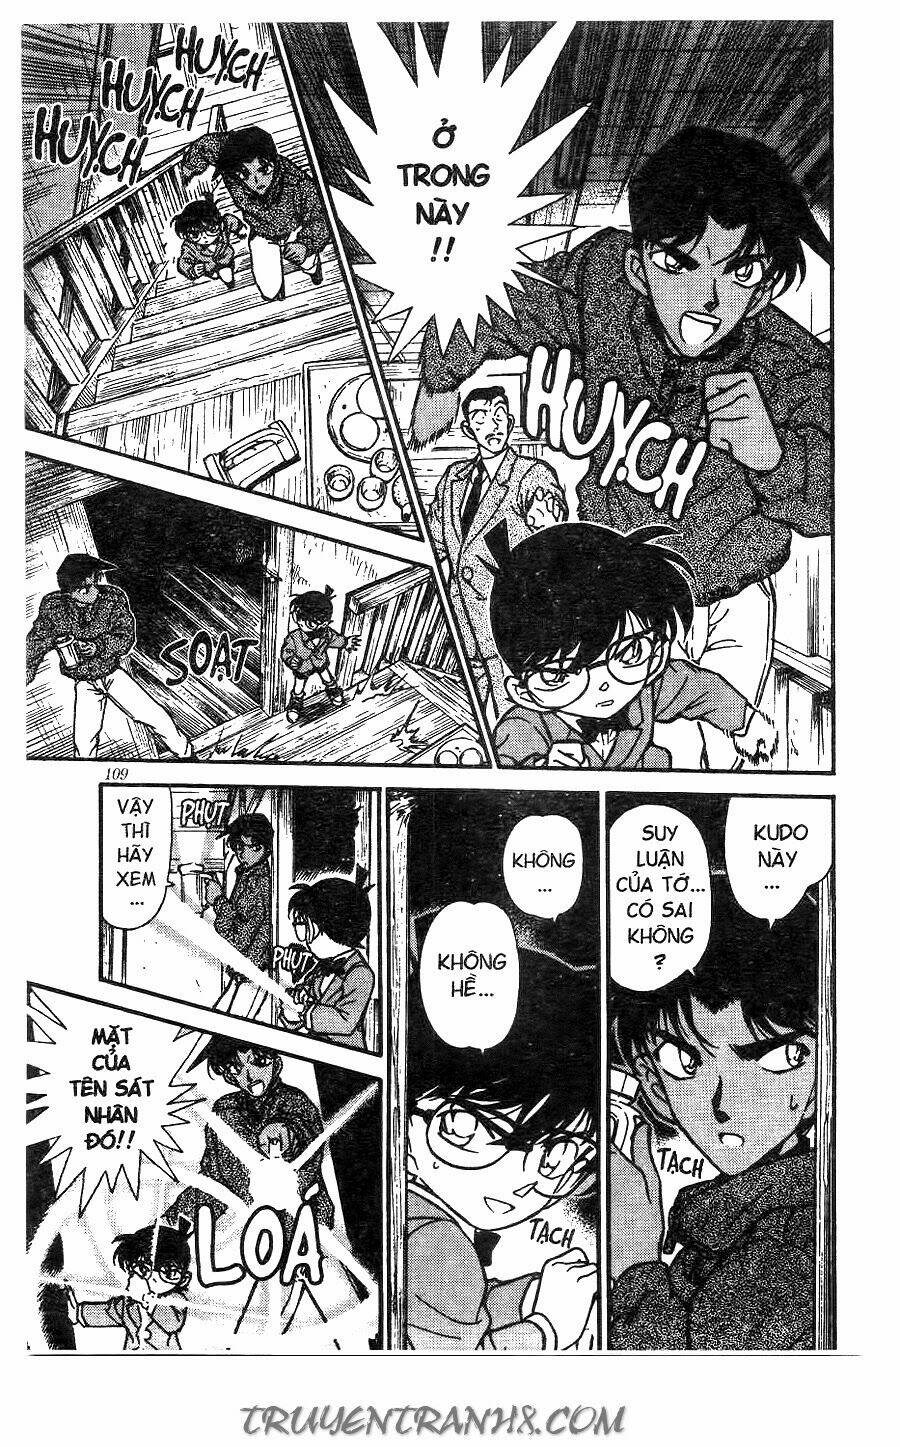 Ở
TRONG
NÀY
!!
HUỴCH
HUỴCH
HUỴCH
HUỴCH
SOẠT
109
KUDO
NÀY
...
SUY
LUẬN
CỦA TỚ...
CÓ SAI
KHÔNG
?
TẠCH
KHÔNG
...
KHÔNG
HỀ...
TẠCH
VẬY
THÌ
HÃY
XEM
...
PHỤT
PHỤT
MẶT
CỦA
TÊN SÁT
NHÂN
ĐÓ!!
LOÁ
TRUYENTRANH8.COM